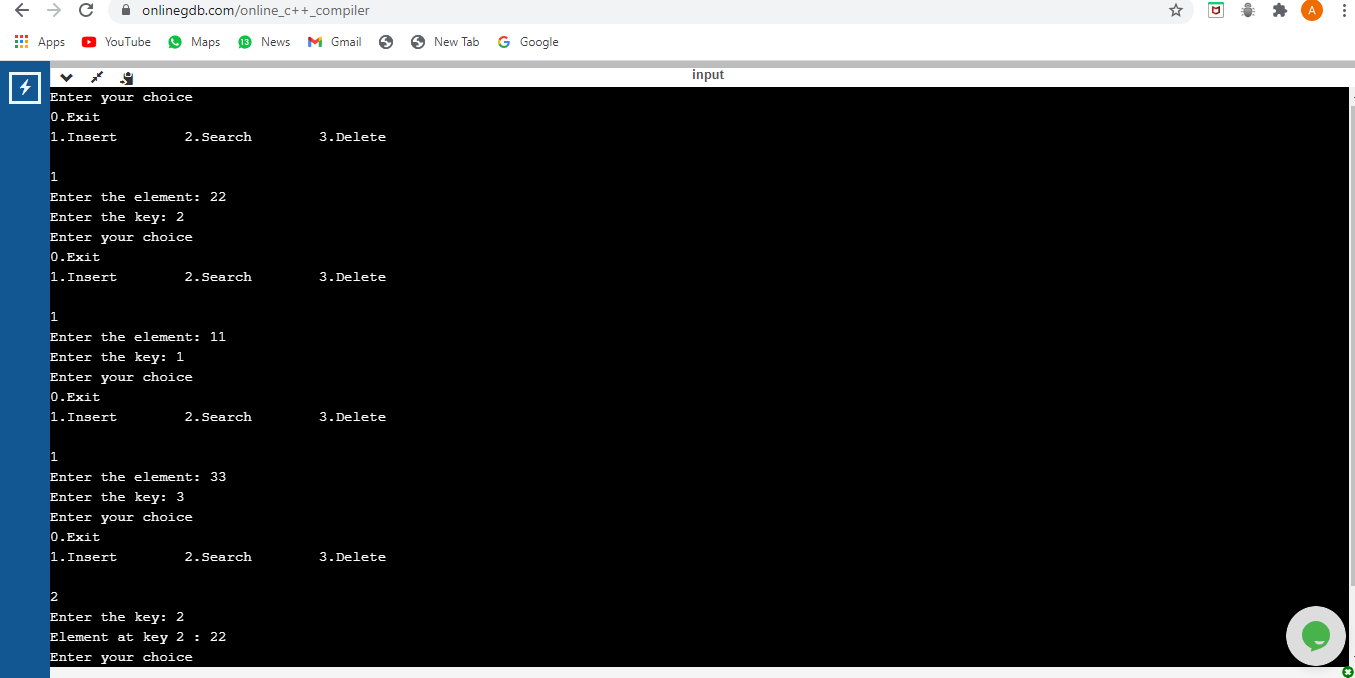 onlinegdb.com/online_c++_compiler
A
Apps YouTube Maps 13 News Gmail New Tab Google
input
Enter your choice
0.Exit
1.Insert 2.Search 3.Delete
1
Enter the element: 22
Enter the key: 2
Enter your choice
0.Exit
1.Insert 2.Search 3.Delete
1
Enter the element: 11
Enter the key: 1
Enter your choice
0.Exit
1.Insert 2.Search 3.Delete
1
Enter the element: 33
Enter the key: 3
Enter your choice
0.Exit
1.Insert 2.Search 3.Delete
2
Enter the key: 2
Element at key 2 : 22
Enter your choice